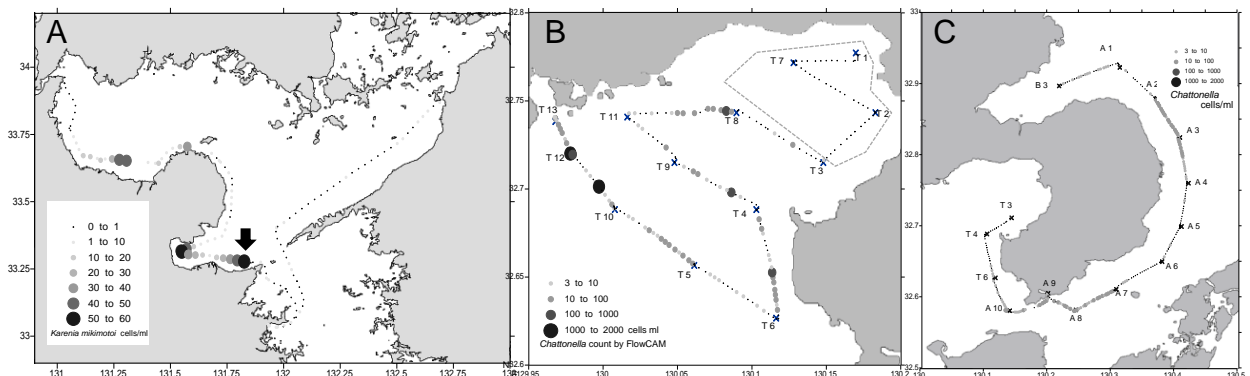 A
34
33.75
33.5
33.25
33
131
131.25
131.5
131.75
132
132.25
132.5
132.75
0 to 1
1 to 10
10 to 20
20 to 30
30 to 40
40 to 50
50 to 60
Karenia mikimotoi cells/ml
B
32.8
32.75
32.7
32.65
32.6
129.95
130
130.05
130.1
130.15
130.2
T 7
T 1
T 2
T 13
T 11
T 8
T 3
T 12
T 9
T 10
T 4
T 5
T 6
3 to 10
10 to 100
100 to 1000
1000 to 2000 cells ml
Chattonella count by FlowCAM
C
33
32.9
32.8
32.7
32.6
32.5
130
130.1
130.2
130.3
130.4
130.5
A 1
B 3
A 2
A 3
A 4
A 5
A 6
A 7
A 8
A 9
A 10
T 3
T 4
T 6
3 to 10
10 to 100
100 to 1000
1000 to 2000
Chattonella
cells/ml